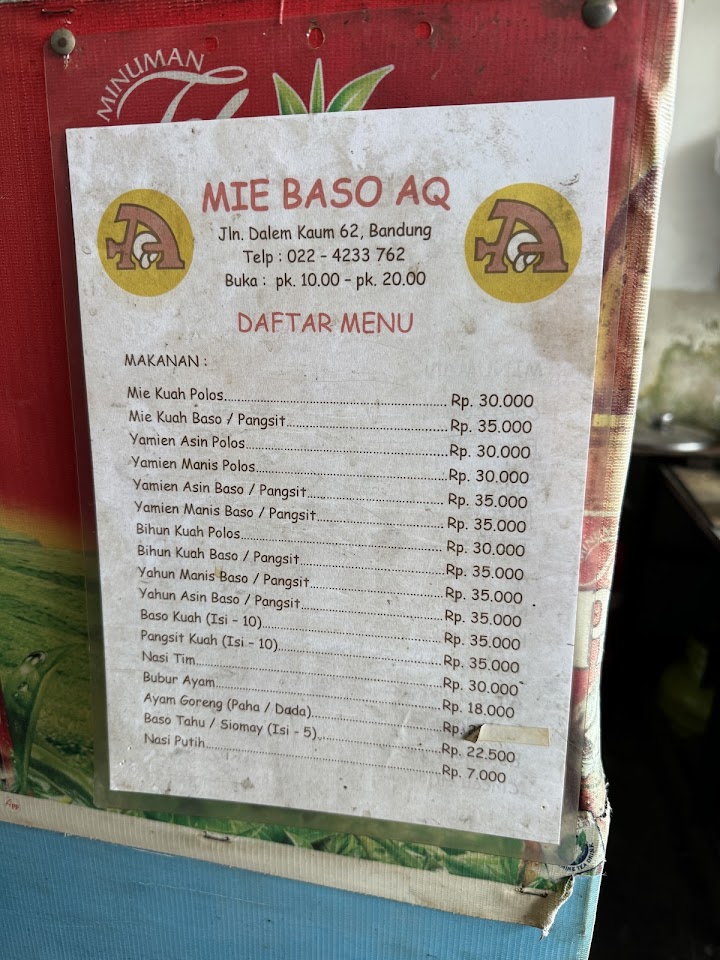 MINUMAN
MIE BASO AQ
Jln. Dalem Kaum 62, Bandung
Telp : 022 - 4233 762
Buka : pk. 10.00 - pk. 20.00
DAFTAR MENU
MAKANAN :
Mie Kuah Polos Rp. 30.000
Mie Kuah Baso / Pangsit Rp. 35.000
Yamien Asin Polos Rp. 30.000
Yamien Manis Polos Rp. 30.000
Yamien Asin Baso / Pangsit Rp. 35.000
Yamien Manis Baso / Pangsit Rp. 35.000
Bihun Kuah Polos Rp. 30.000
Bihun Kuah Baso / Pangsit Rp. 35.000
Yahun Manis Baso / Pangsit Rp. 35.000
Yahun Asin Baso / Pangsit Rp. 35.000
Baso Kuah (Isi - 10) Rp. 35.000
Pangsit Kuah (Isi - 10) Rp. 35.000
Nasi Tim Rp. 30.000
Bubur Ayam Rp. 18.000
Ayam Goreng (Paha / Dada) Rp.
Baso Tahu / Siomay (Isi - 5) Rp. 22.500
Nasi Putih Rp. 7.000